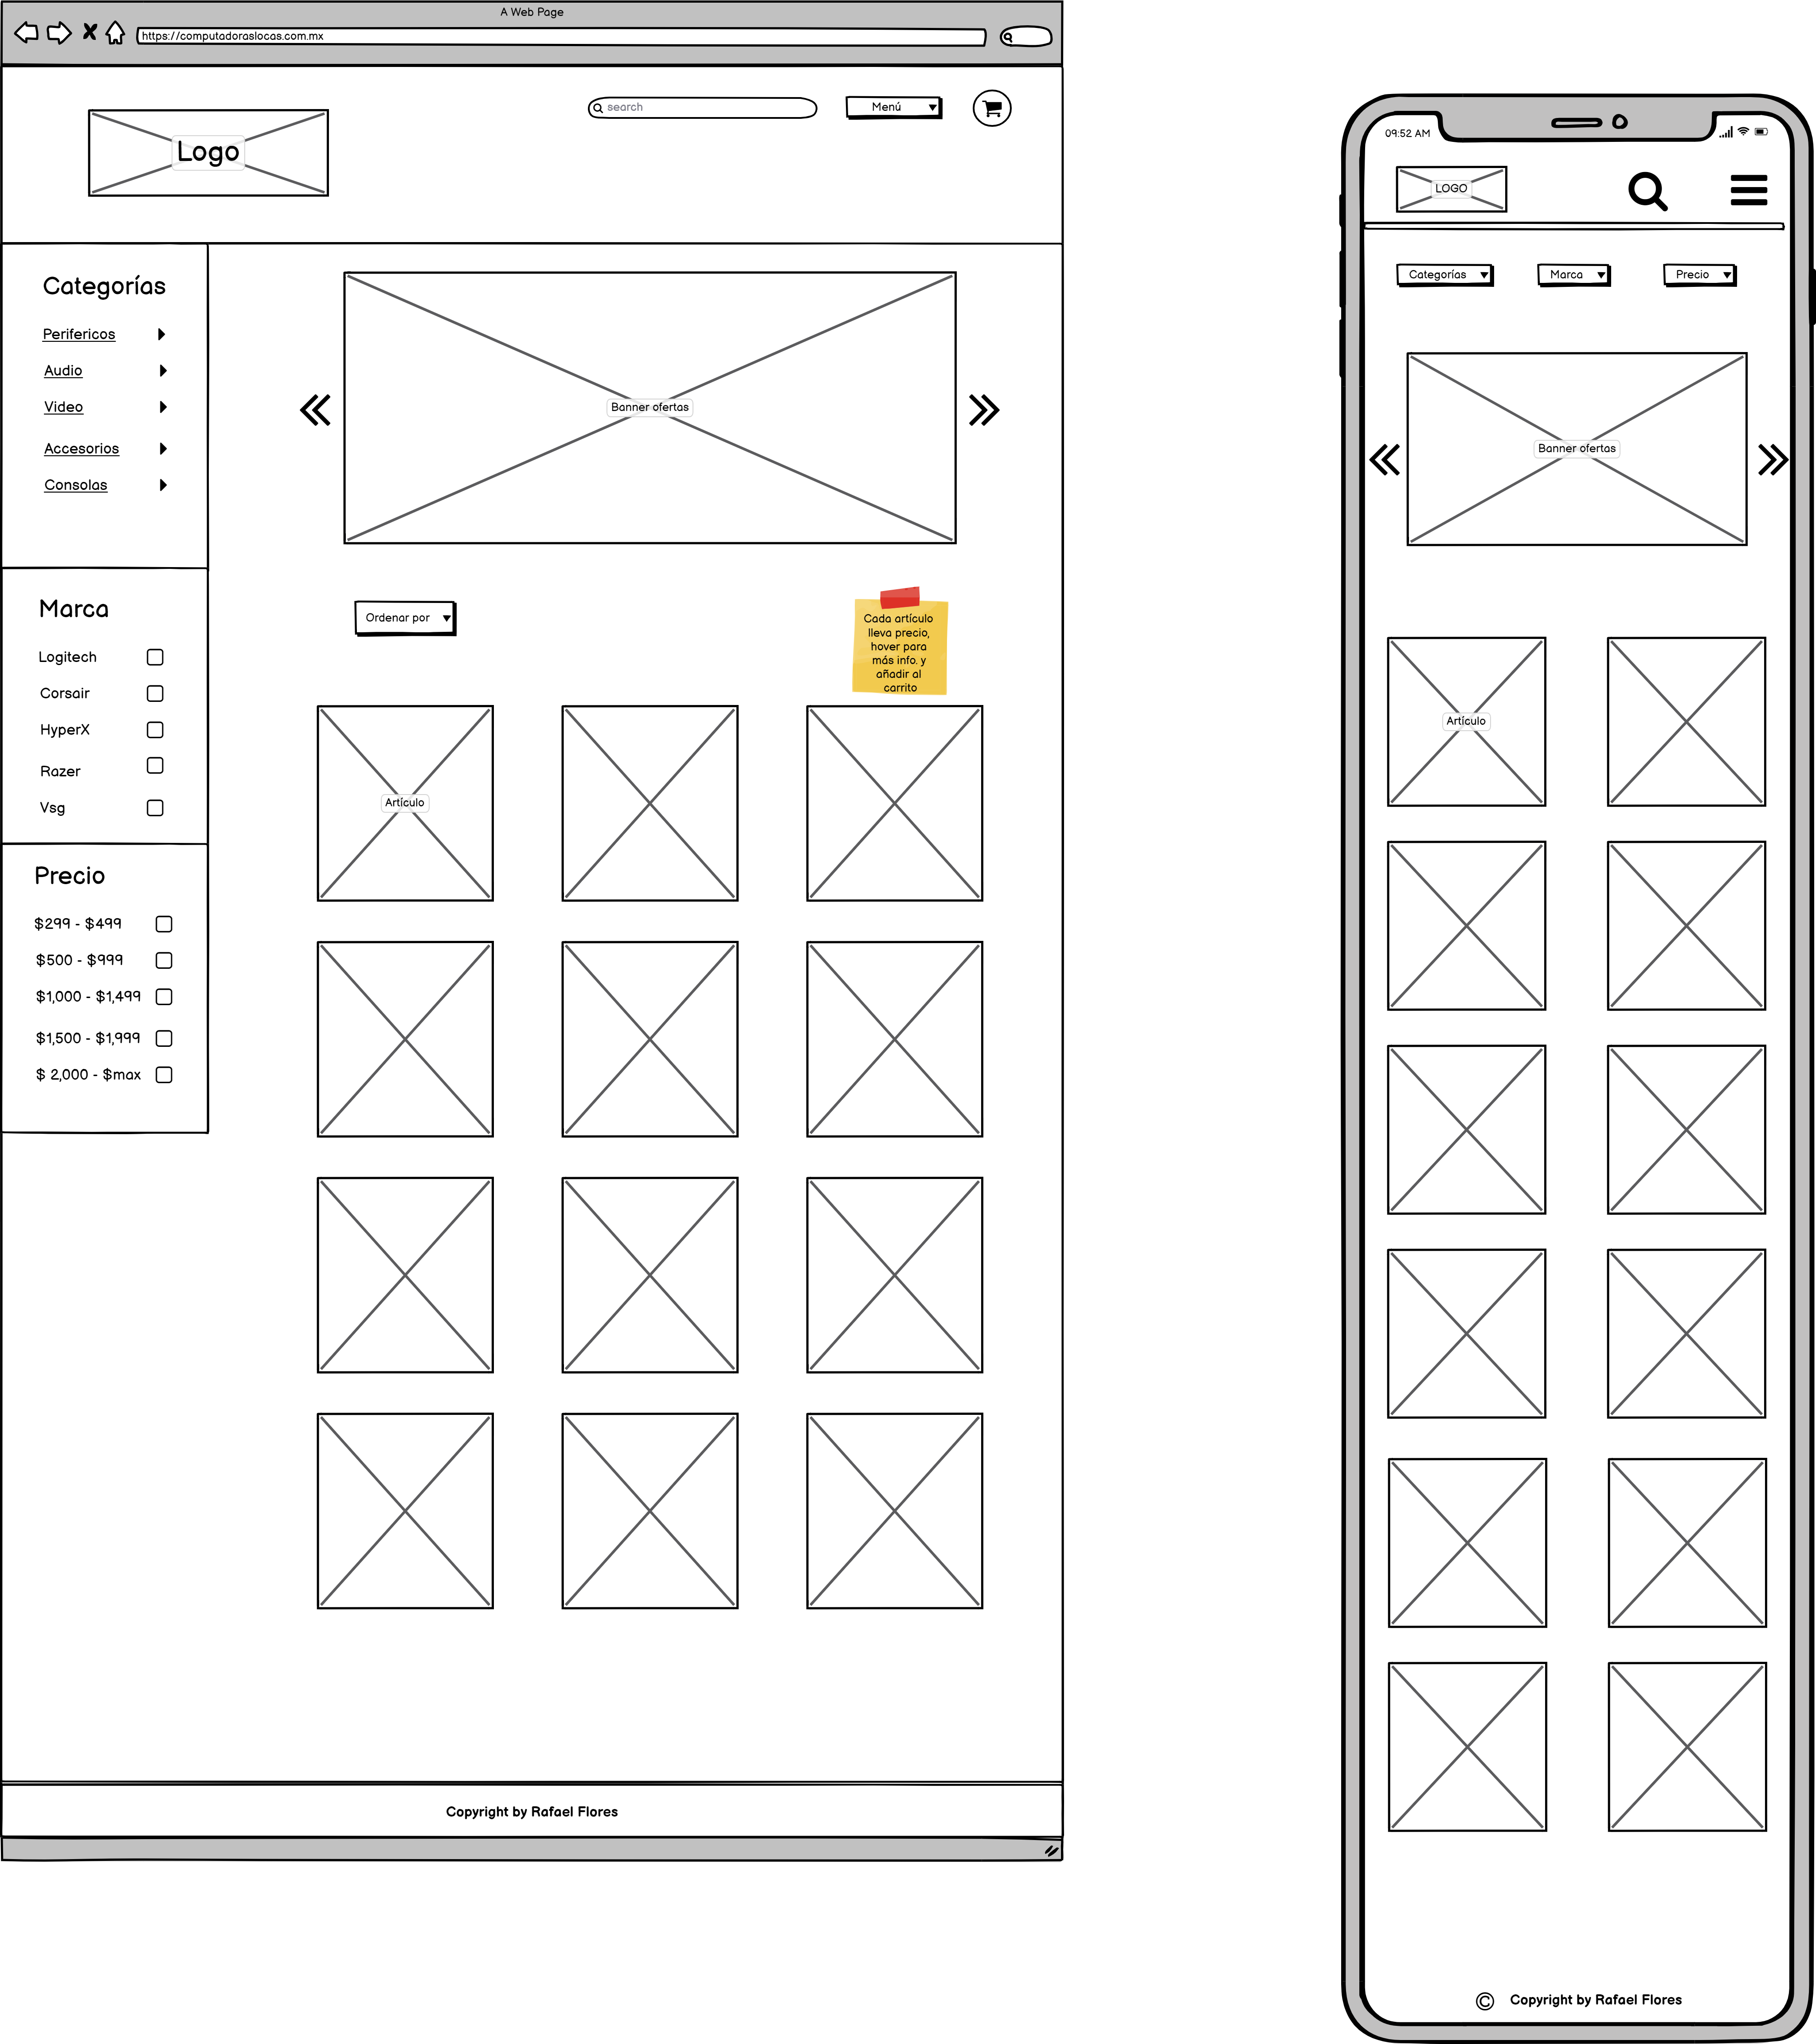 A Web Page
https://computadoraslocas.com.mx
Logo
search
Menú
Categorías
Perifericos
Audio
Video
Accesorios
Consolas
Marca
Logitech
Corsair
HyperX
Razer
Vsg
Precio
$299 - $499
$500 - $999
$1,000 - $1,499
$1,500 - $1,999
$ 2,000 - $max
Banner ofertas
Ordenar por
Cada artículo
lleva precio,
hover para
más info. y
añadir al
carrito
Artículo
Copyright by Rafael Flores
09:52 AM
LOGO
Categorías
Marca
Precio
Banner ofertas
Artículo
© Copyright by Rafael Flores